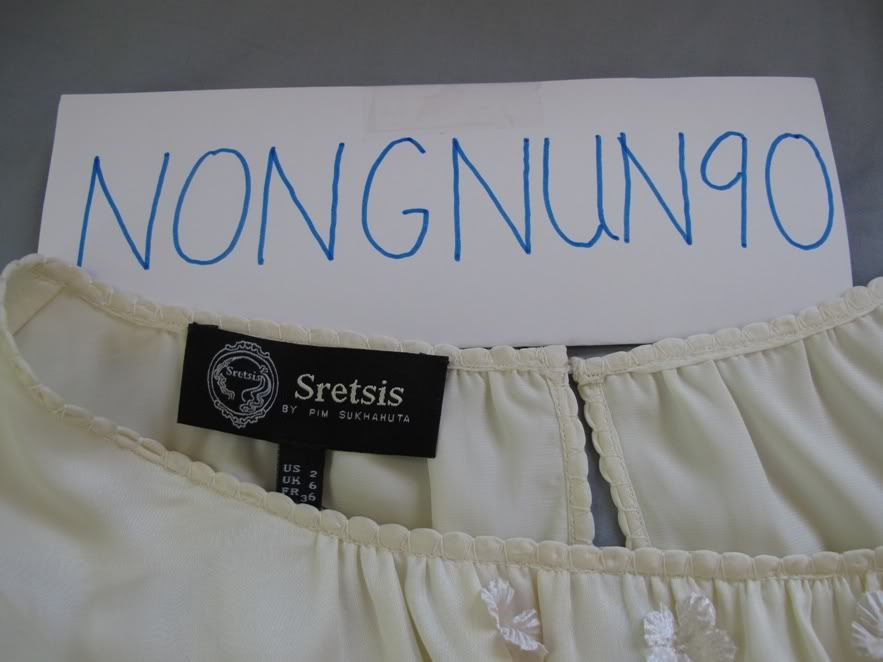 NONGNUN90
Sretsis
Sretsis
BY PIM SUKHAHUTA
US 2
UK 6
FR 36